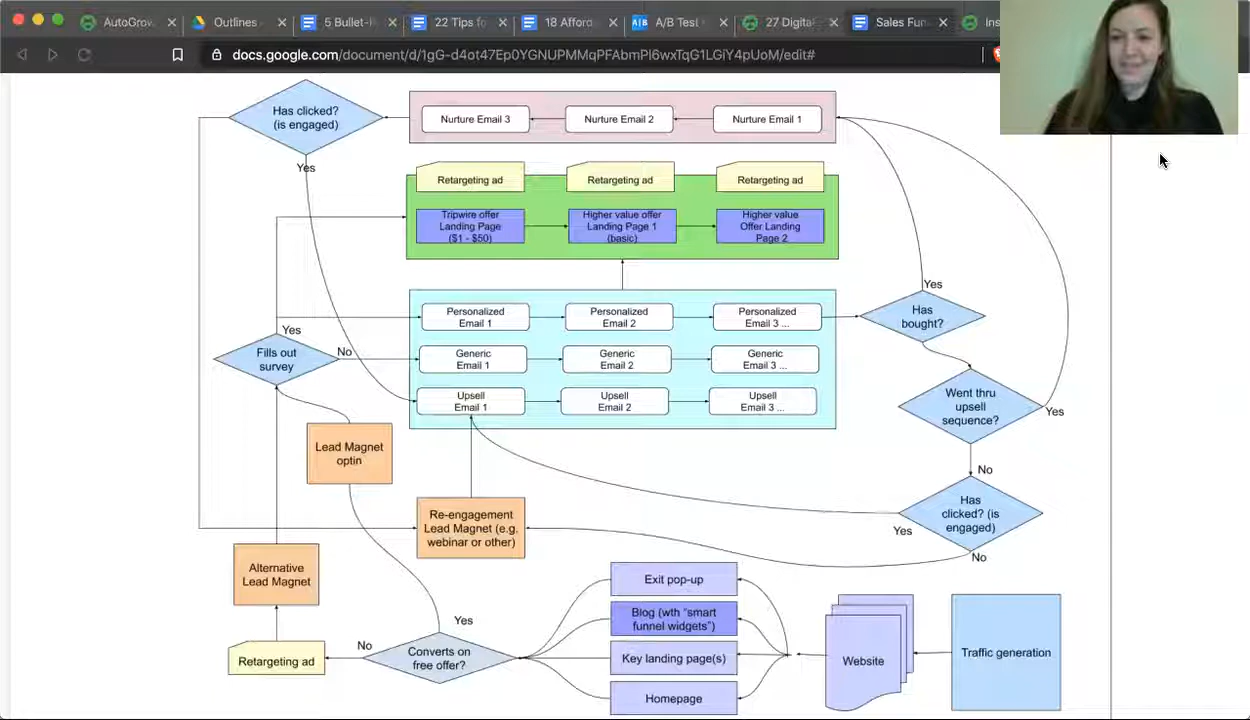 AutoGrow
Outlines -
5 Bullet-
22 Tips fo
18 Affor
A/B Test
27 Digita
Sales Fun
Ins
docs.google.com/document/d/1gG-d4ot47Ep0YGNUPMMqPFAbmPl6wxTqG1LGiY4pUoM/edit#
Has clicked?
(is engaged)
Nurture Email 3
Nurture Email 2
Nurture Email 1
Yes
Retargeting ad
Retargeting ad
Retargeting ad
Tripwire offer
Landing Page
($1 - $50)
Higher value offer
Landing Page 1
(basic)
Higher value
Offer Landing
Page 2
Yes
Personalized
Email 1
Personalized
Email 2
Personalized
Email 3 ...
Has
bought?
Yes
Fills out
survey
No
Generic
Email 1
Generic
Email 2
Generic
Email 3 ...
Upsell
Email 1
Upsell
Email 2
Upsell
Email 3 ...
Went thru
upsell
sequence?
Yes
Lead Magnet
optin
No
Re-engagement
Lead Magnet (e.g.
webinar or other)
Has
clicked? (is
engaged)
Yes
No
Alternative
Lead Magnet
Exit pop-up
Blog (wth “smart
funnel widgets”)
Key landing page(s)
Homepage
Yes
No
Retargeting ad
Converts on
free offer?
Website
Traffic generation